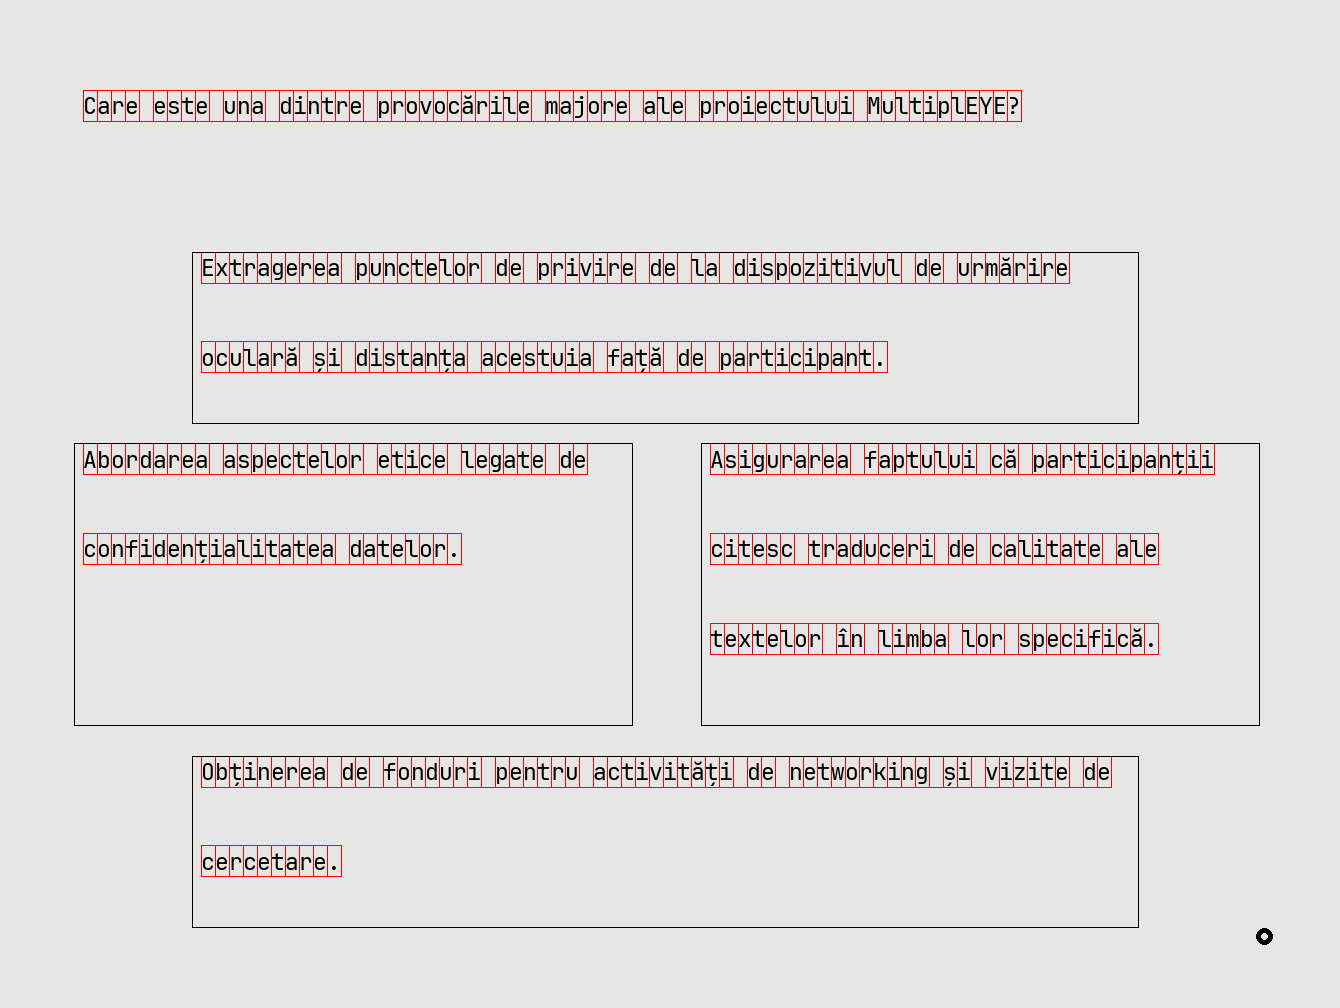 Care este una dintre provocările majore ale proiectului MultiplEYE?
Extragerea punctelor de privire de la dispozitivul de urmărire
oculară și distanța acestuia față de participant.
Abordarea aspectelor etice legate de
confidențialitatea datelor.
Asigurarea faptului că participanții
citesc traduceri de calitate ale
textelor în limba lor specifică.
Obținerea de fonduri pentru activități de networking și vizite de
cercetare.